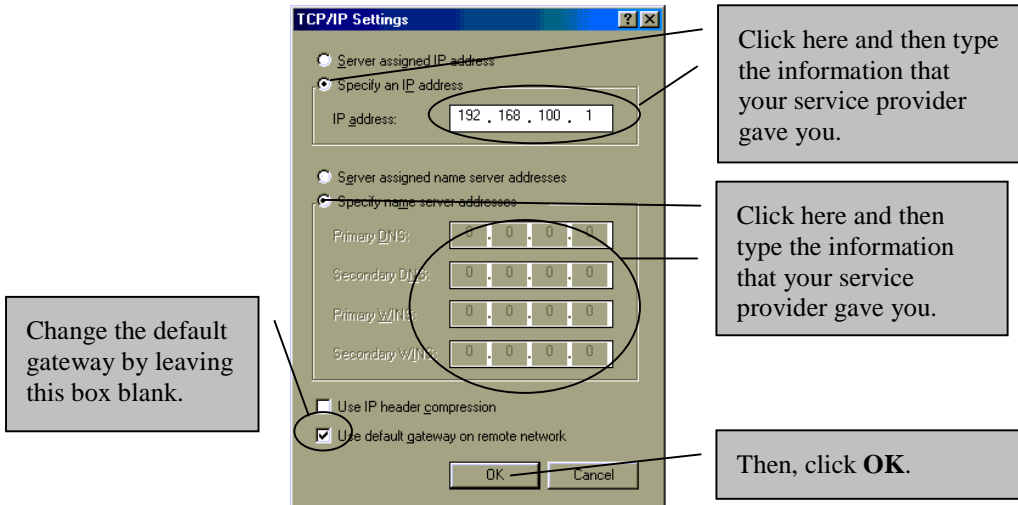 TCP/IP Settings
Server assigned IP address
Specify an IP address
IP address: 192 . 168 . 100 . 1
Server assigned name server addresses
Specify name server addresses
Primary DNS: 0 . 0 . 0 . 0
Secondary DNS: 0 . 0 . 0 . 0
Primary WINS: 0 . 0 . 0 . 0
Secondary WINS: 0 . 0 . 0 . 0
Use IP header compression
Use default gateway on remote network
OK Cancel
Click here and then type
the information that
your service provider
gave you.
Click here and then
type the information
that your service
provider gave you.
Change the default
gateway by leaving
this box blank.
Then, click OK.